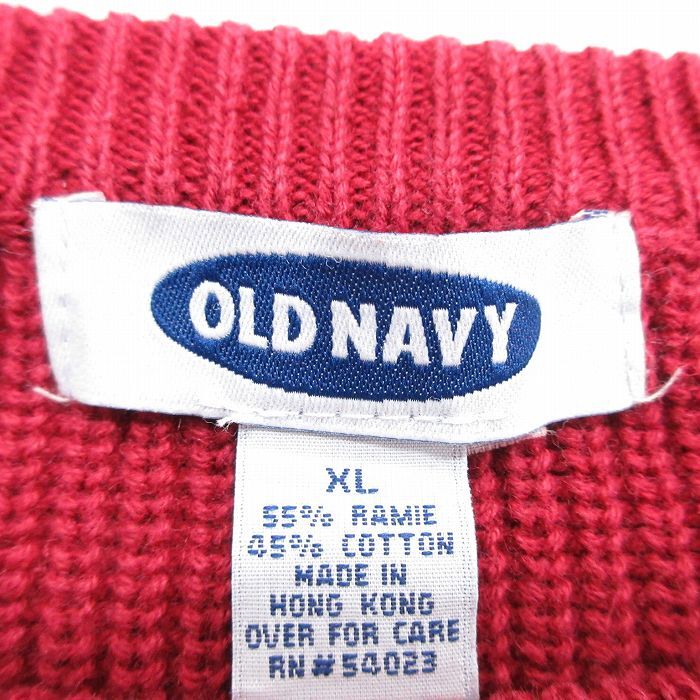 OLD NAVY
XL
55% RAMIE
45% COTTON
MADE IN
HONG KONG
OVER FOR CARE
RN#54023